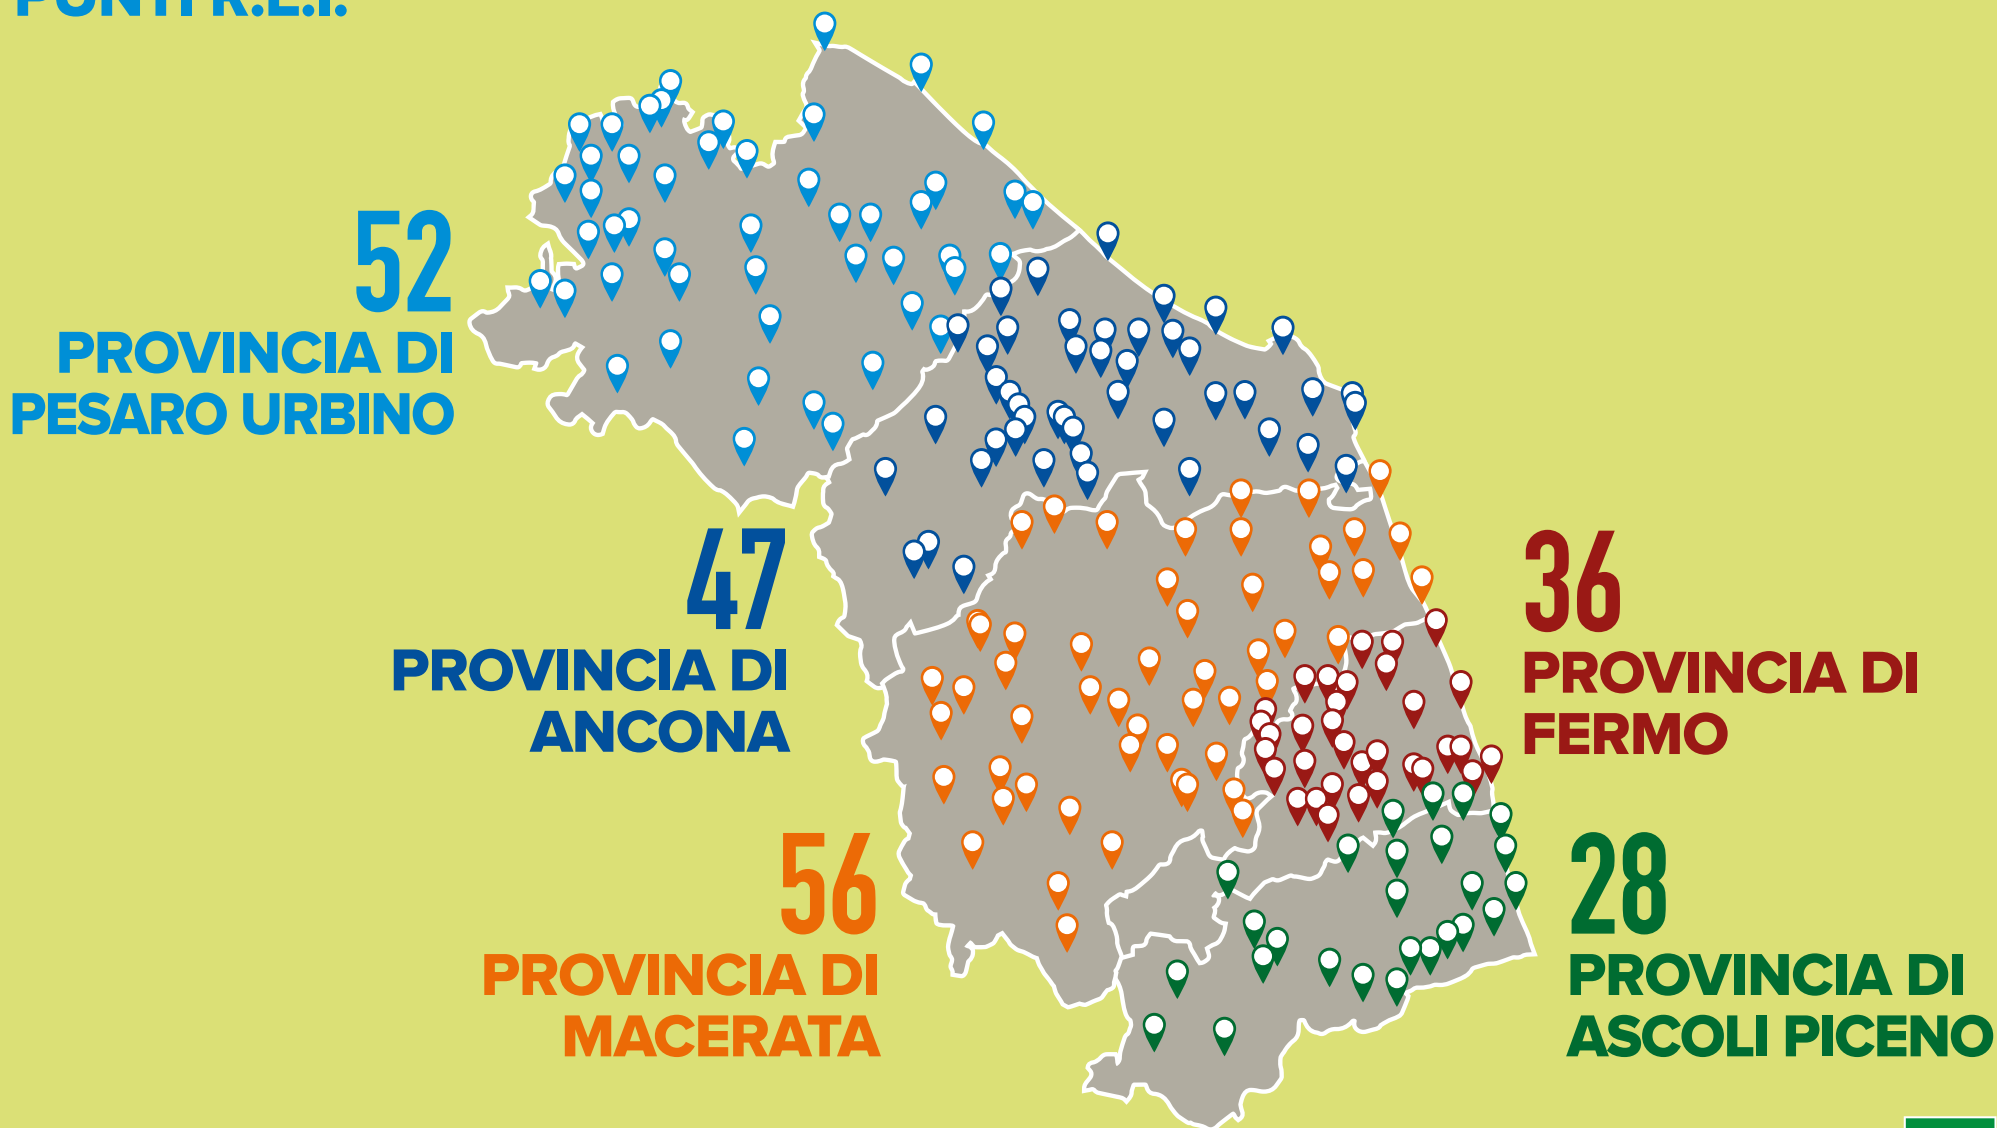 PUNTI R.E.I.
52
PROVINCIA DI
PESARO URBINO
47
PROVINCIA DI
ANCONA
36
PROVINCIA DI
FERMO
56
PROVINCIA DI
MACERATA
28
PROVINCIA DI
ASCOLI PICENO